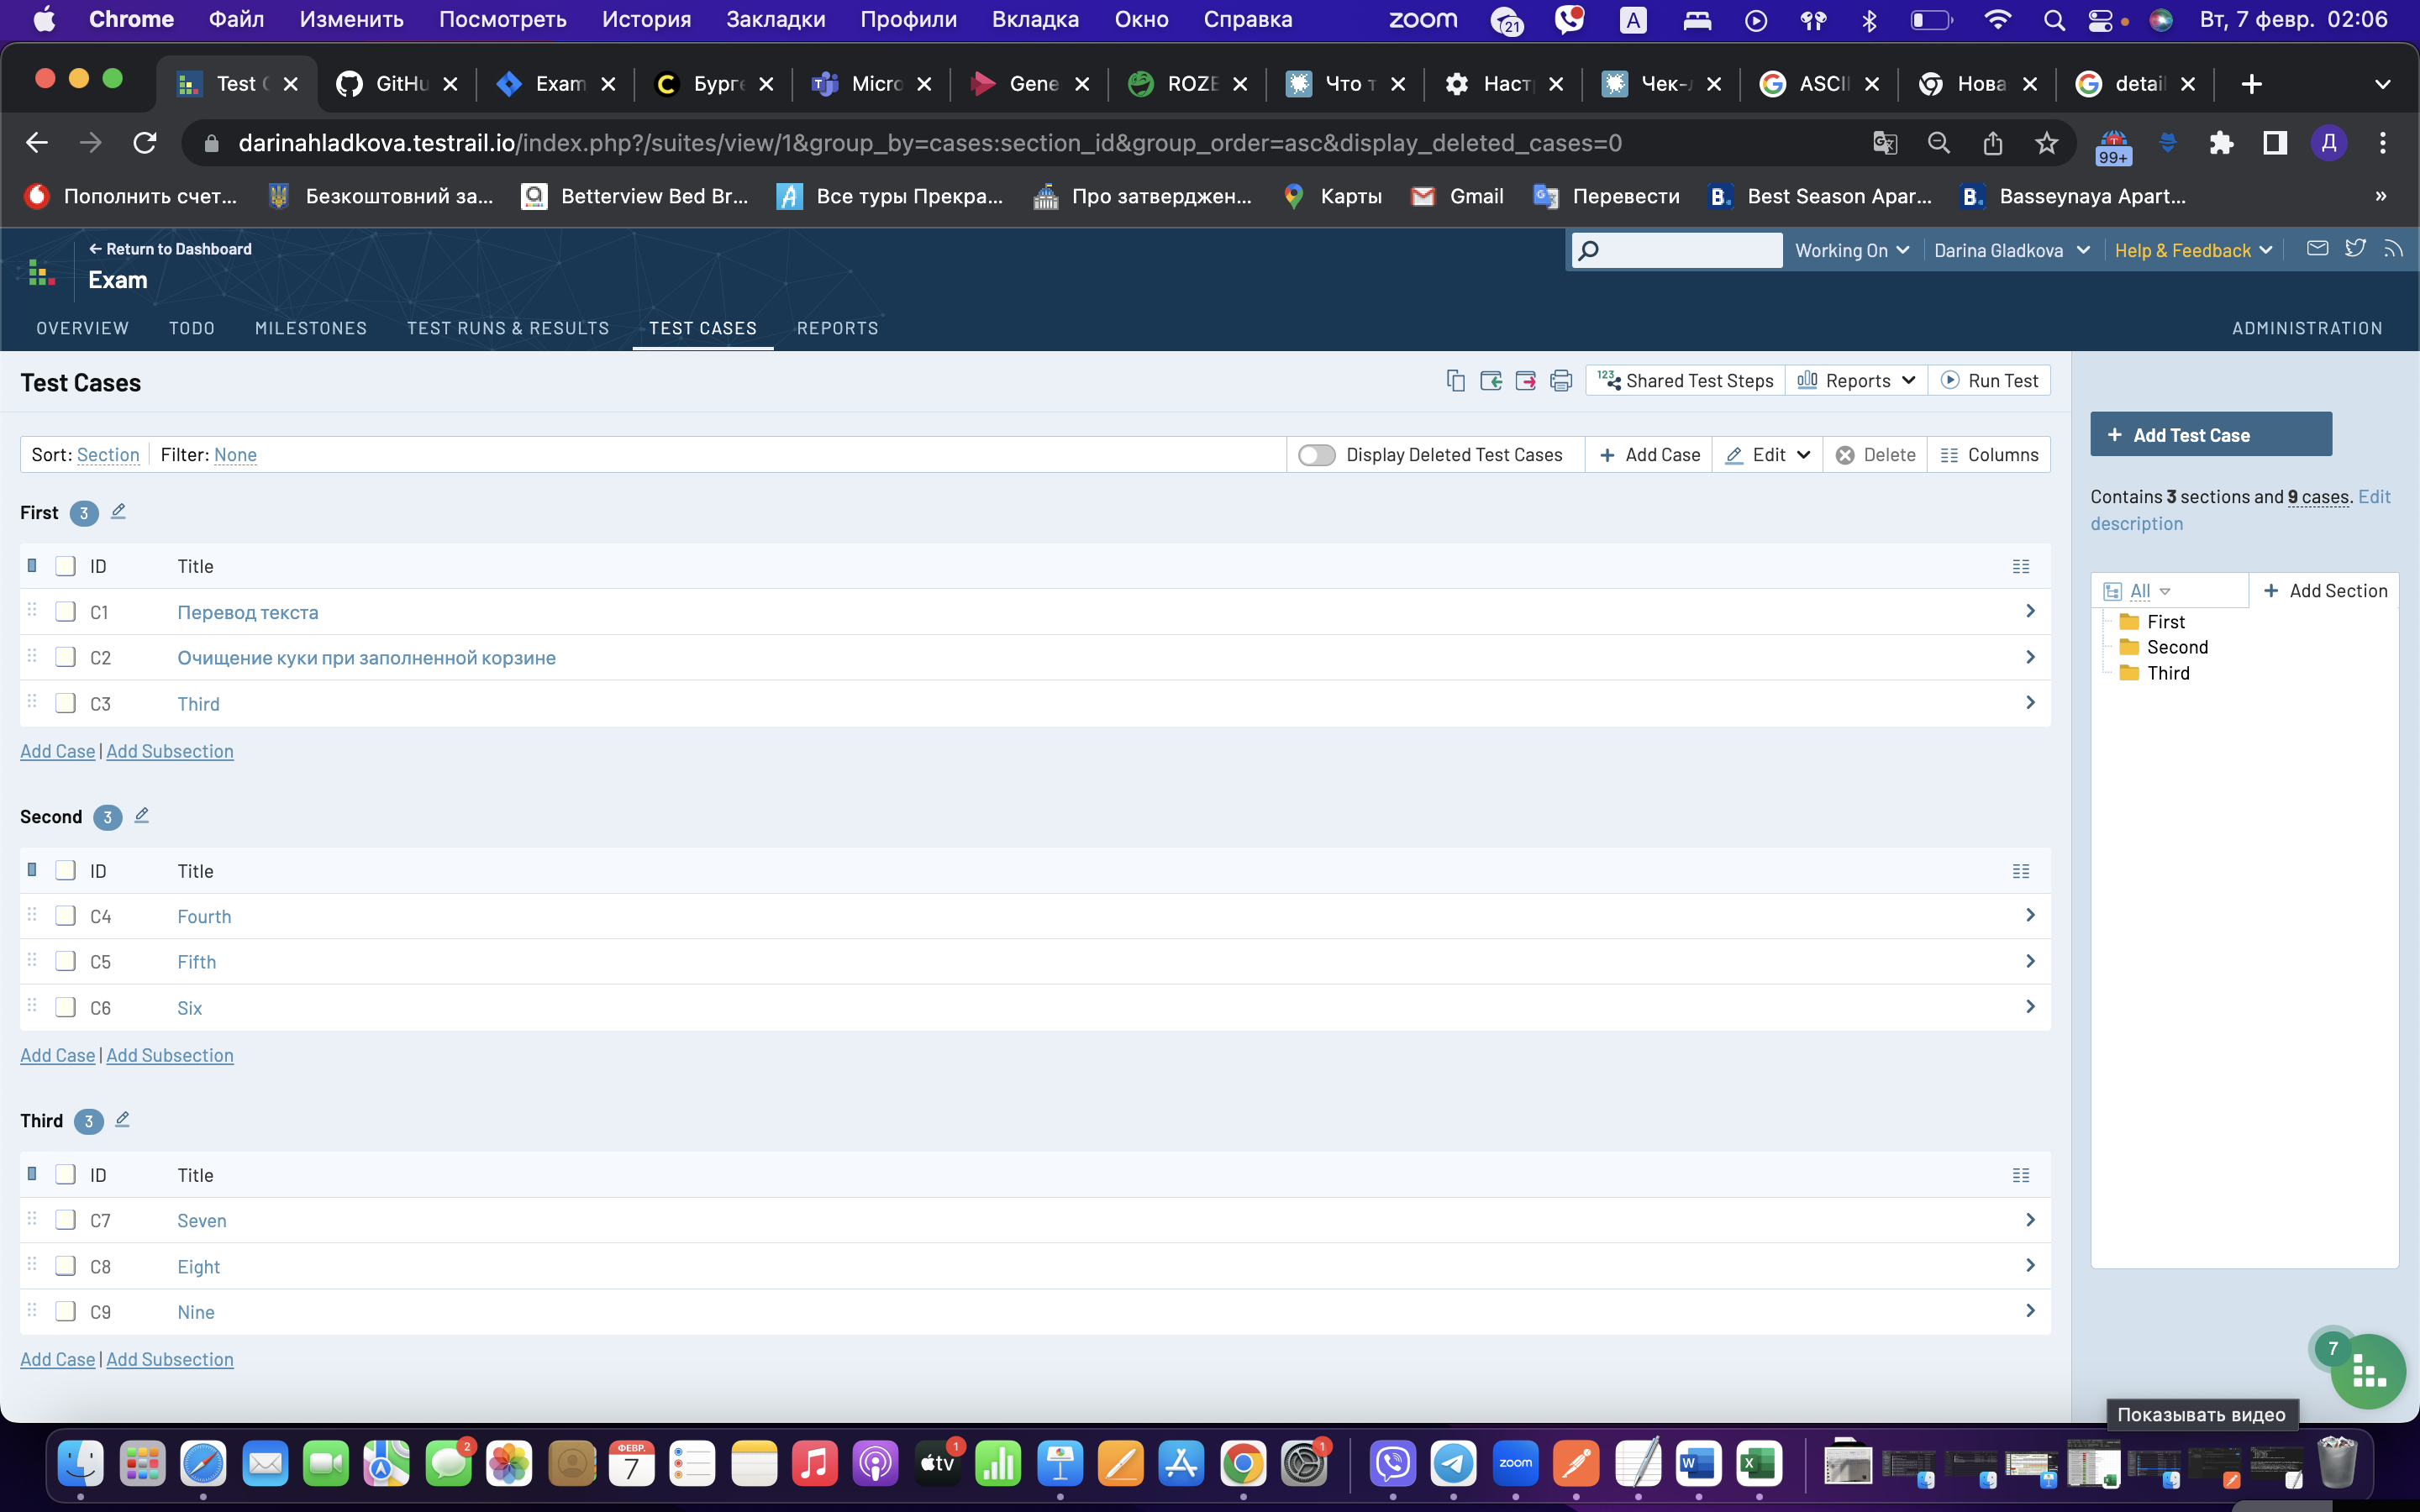 Chrome Файл Изменить Посмотреть История Закладки Профили Вкладка Окно Справка zoom 21 A Вт, 7 февр. 02:06
Test GitHu Exam Бурге Micro Gene ROZE Что т Наст Чек- ASCII Нова detail
darinahladkova.testrail.io/index.php?/suites/view/1&group_by=cases:section_id&group_order=asc&display_deleted_cases=0 99+ Д
Пополнить счет... Безкоштовний за... Betterview Bed Br... Все туры Прекра... Про затверджен... Карты Gmail Перевести Best Season Apar... Basseynaya Apart... »
Return to Dashboard
Exam
Working On Darina Gladkova Help & Feedback
OVERVIEW TODO MILESTONES TEST RUNS & RESULTS TEST CASES REPORTS ADMINISTRATION
Test Cases
Shared Test Steps Reports Run Test
+ Add Test Case
Sort: Section Filter: None Display Deleted Test Cases + Add Case Edit Delete Columns
Contains 3 sections and 9 cases. Edit description
All + Add Section
First
Second
Third
First 3
ID Title
C1 Перевод текста
C2 Очищение куки при заполненной корзине
C3 Third
Add Case | Add Subsection
Second 3
ID Title
C4 Fourth
C5 Fifth
C6 Six
Add Case | Add Subsection
Third 3
ID Title
C7 Seven
C8 Eight
C9 Nine
Add Case | Add Subsection
7
Показывать видео
2 ФЕВР. 7 tv 1 1 zoom W X